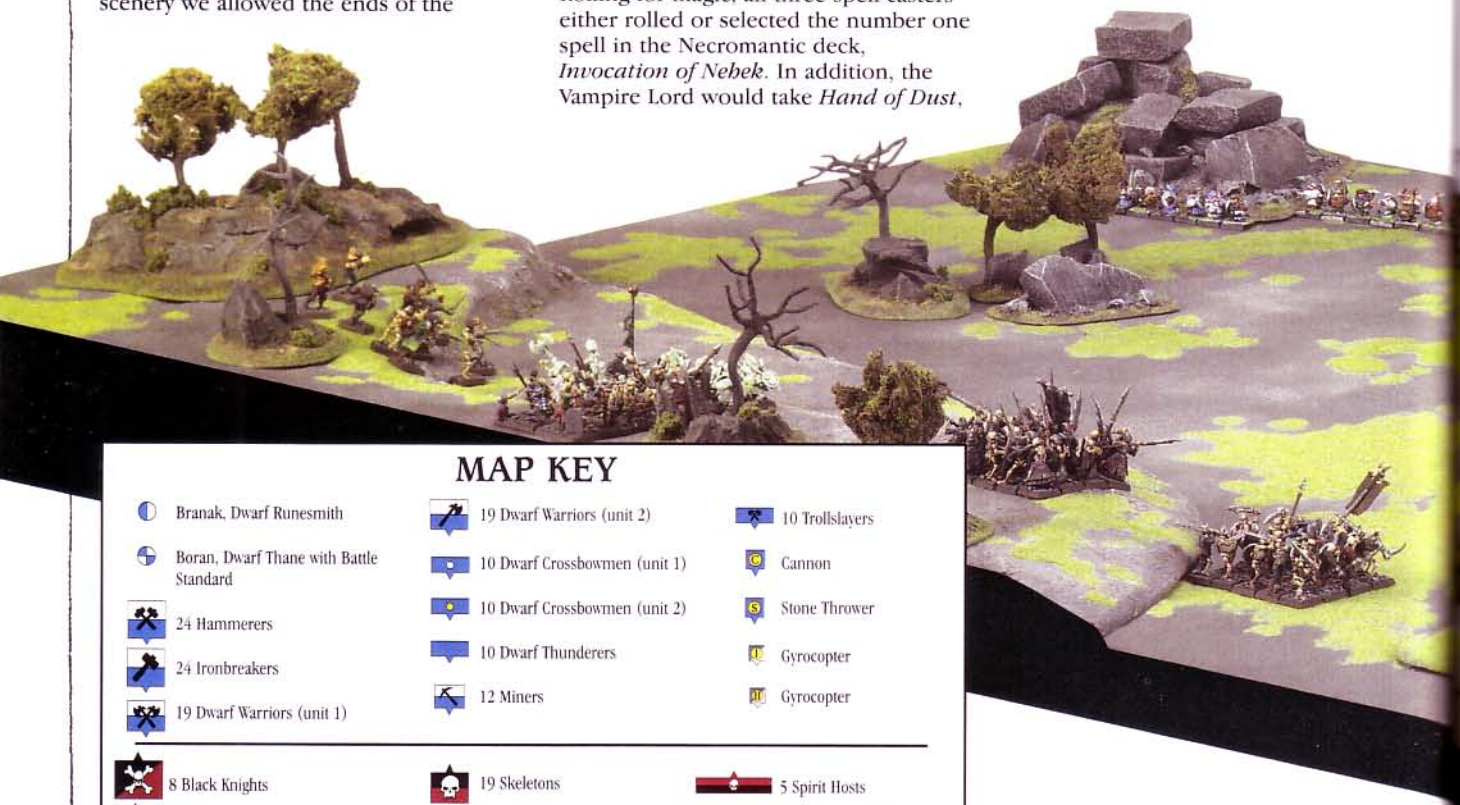 scenery we allowed the ends of the
either rolled or selected the number one
spell in the Necromantic deck,
Invocation of Nehek. In addition, the
Vampire Lord would take Hand of Dust,
MAP KEY
Branak, Dwarf Runesmith
Boran, Dwarf Thane with Battle
Standard
24 Hammerers
24 Ironbreakers
19 Dwarf Warriors (unit 1)
19 Dwarf Warriors (unit 2)
10 Dwarf Crossbowmen (unit 1)
10 Dwarf Crossbowmen (unit 2)
10 Dwarf Thunderers
12 Miners
10 Trollslayers
C
Cannon
S
Stone Thrower
I
Gyrocopter
II
Gyrocopter
8 Black Knights
19 Skeletons
5 Spirit Hosts